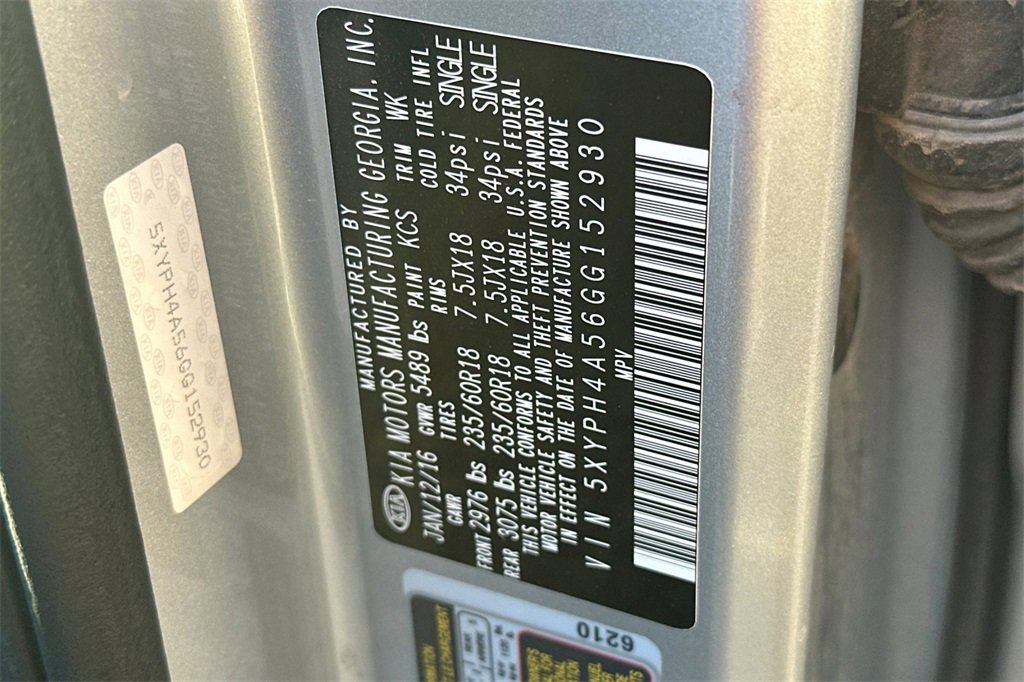 5XYPH4A56GG152930
MANUFACTURED BY
KIA KIA MOTORS MANUFACTURING GEORGIA, INC.
JAN/12/16 GVWR 5489 lbs PAINT KCS TRIM WK
GAWR TIRES RIMS COLD TIRE INFL
FRONT 2976 lbs 235/60R18 7.5JX18 34psi SINGLE
REAR 3075 lbs 235/60R18 7.5JX18 34psi SINGLE
THIS VEHICLE CONFORMS TO ALL APPLICABLE U.S.A. FEDERAL
MOTOR VEHICLE SAFETY AND THEFT PREVENTION STANDARDS
IN EFFECT ON THE DATE OF MANUFACTURE SHOWN ABOVE
VIN 5XYPH4A56GG152930
MPV
6210